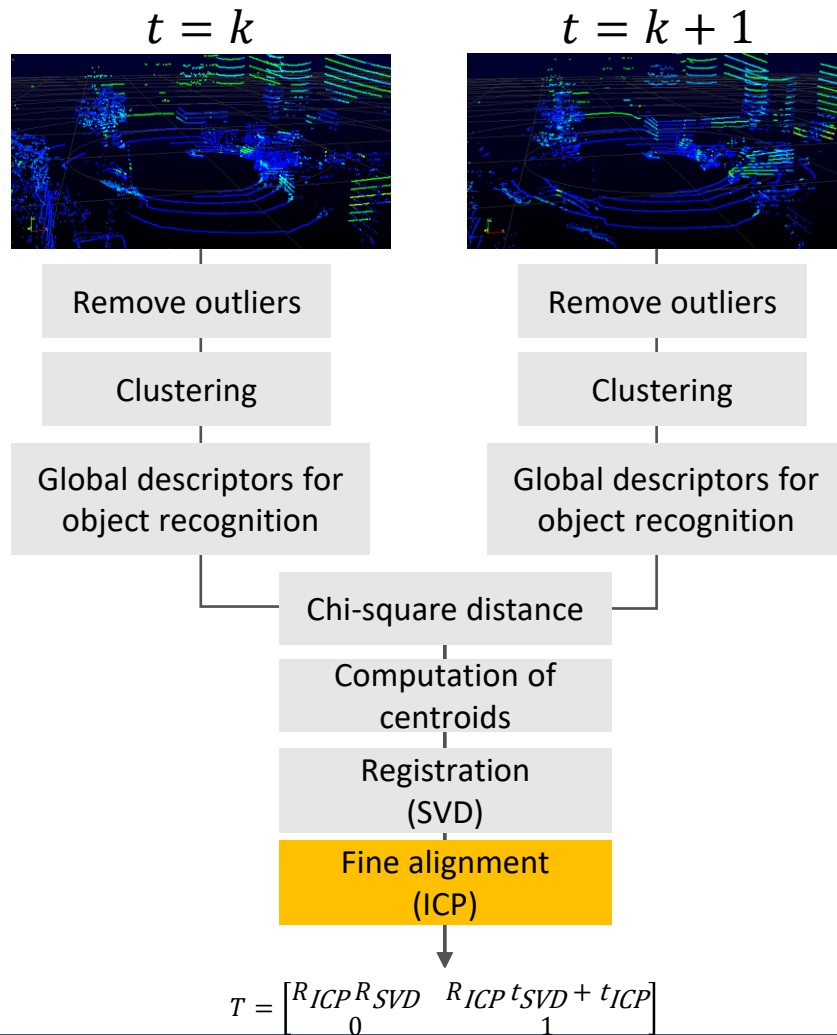 t = k
t = k + 1
Remove outliers
Remove outliers
Clustering
Clustering
Global descriptors for
object recognition
Global descriptors for
object recognition
Chi-square distance
Computation of
centroids
Registration
(SVD)
Fine alignment
(ICP)
T = [R_ICP R_SVD   R_ICP t_SVD + t_ICP
0   1]